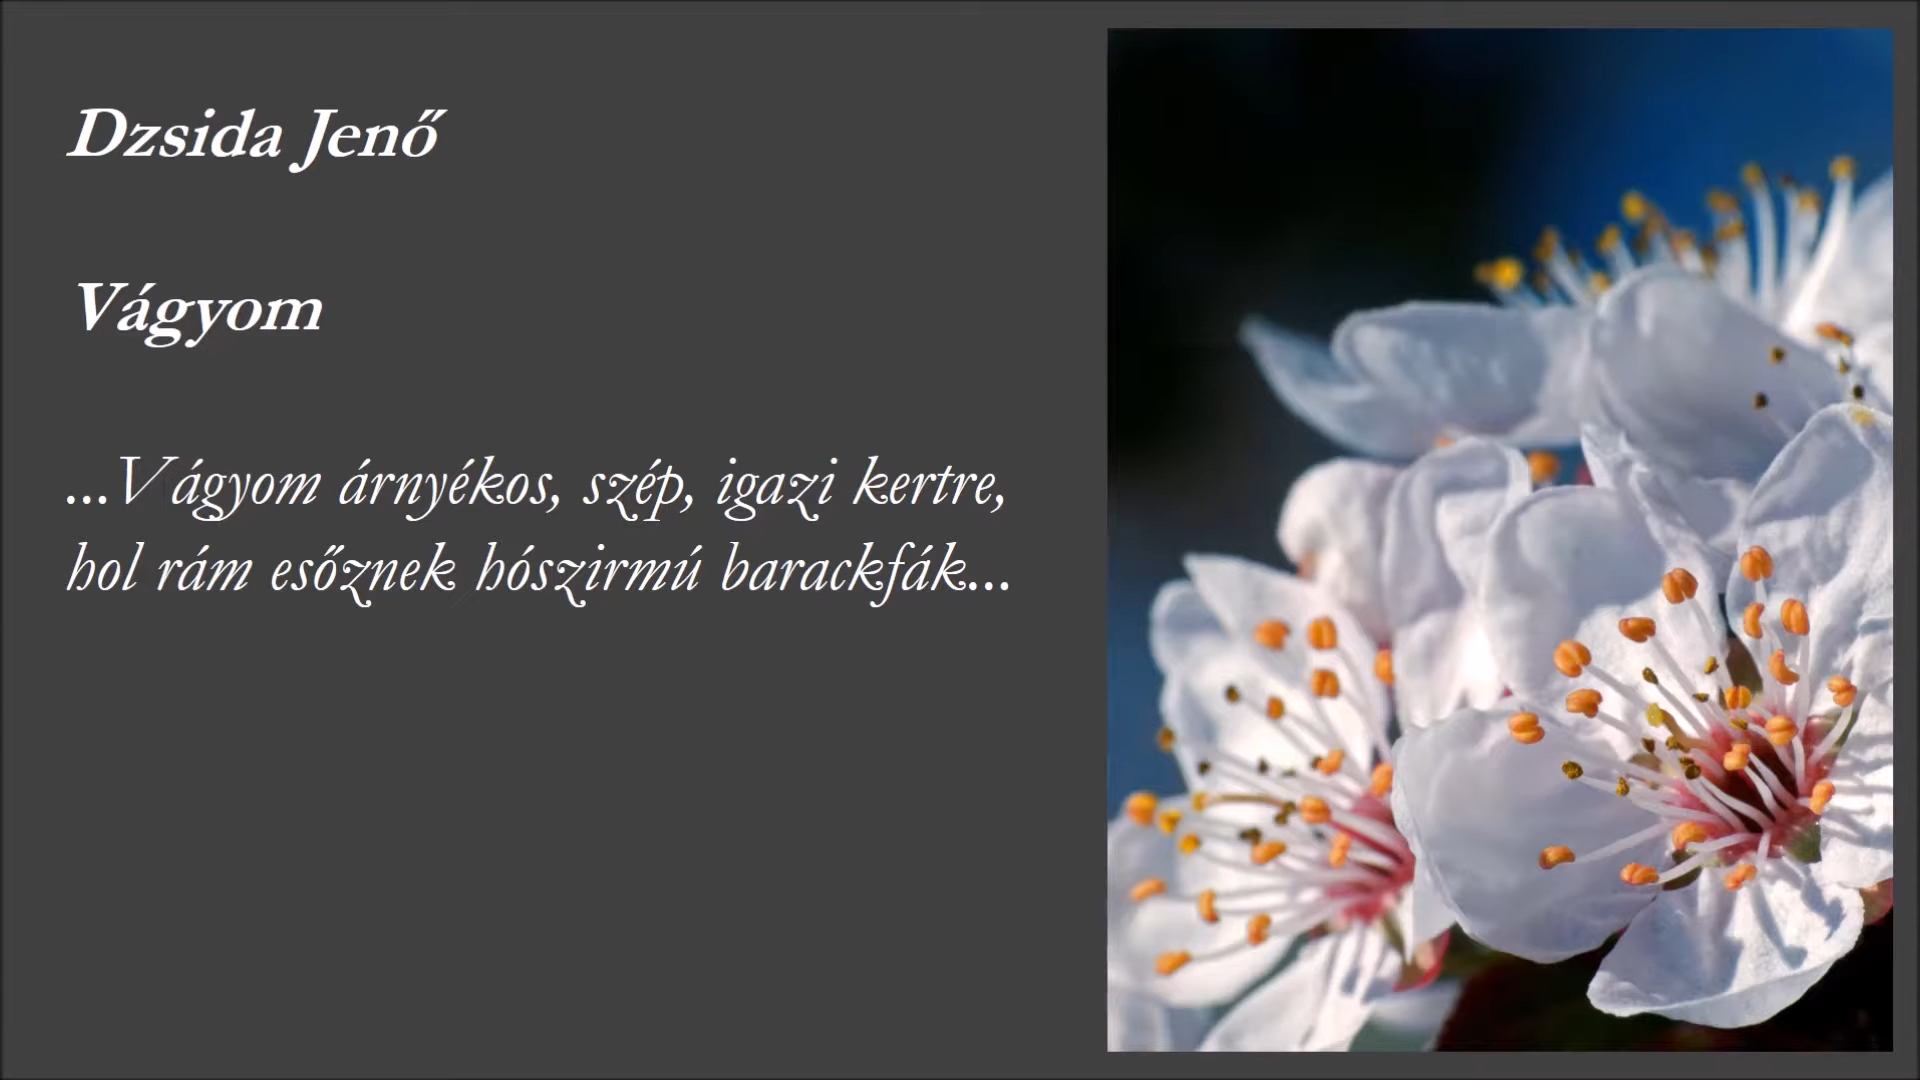 Dzsida Jenő
Vágyom
...Vágyom árnyékos, szép, igazi kertre,
hol rám esőznek hószirmú barackfák...